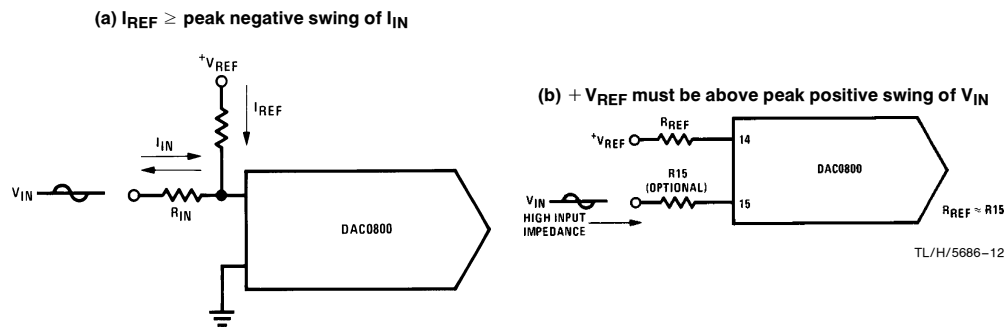 (a) IREF ≥ peak negative swing of IIN
+VREF
IREF
IIN
VIN
RIN
DAC0800
(b) + VREF must be above peak positive swing of VIN
+VREF
RREF
14
DAC0800
R15
(OPTIONAL)
15
VIN
HIGH INPUT
IMPEDANCE
RREF ≈ R15
TL/H/5686–12